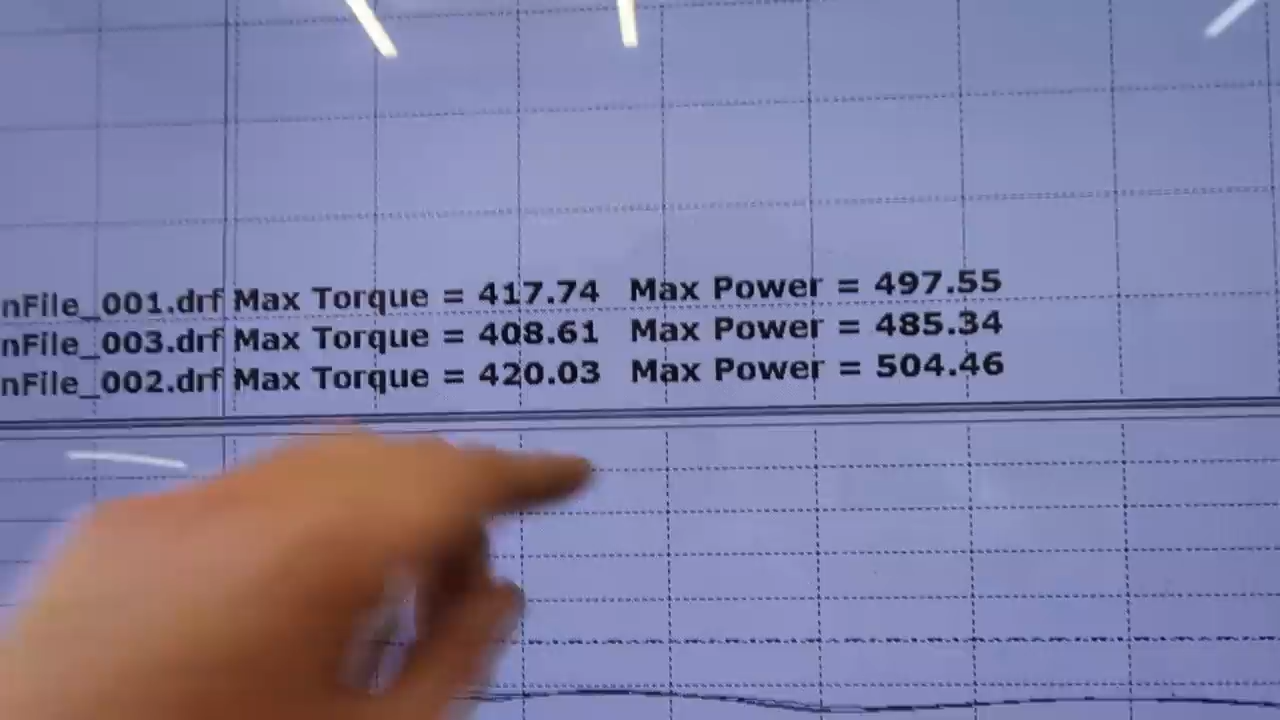 nFile_001.drf Max Torque = 417.74 Max Power = 497.55
nFile_003.drf Max Torque = 408.61 Max Power = 485.34
nFile_002.drf Max Torque = 420.03 Max Power = 504.46